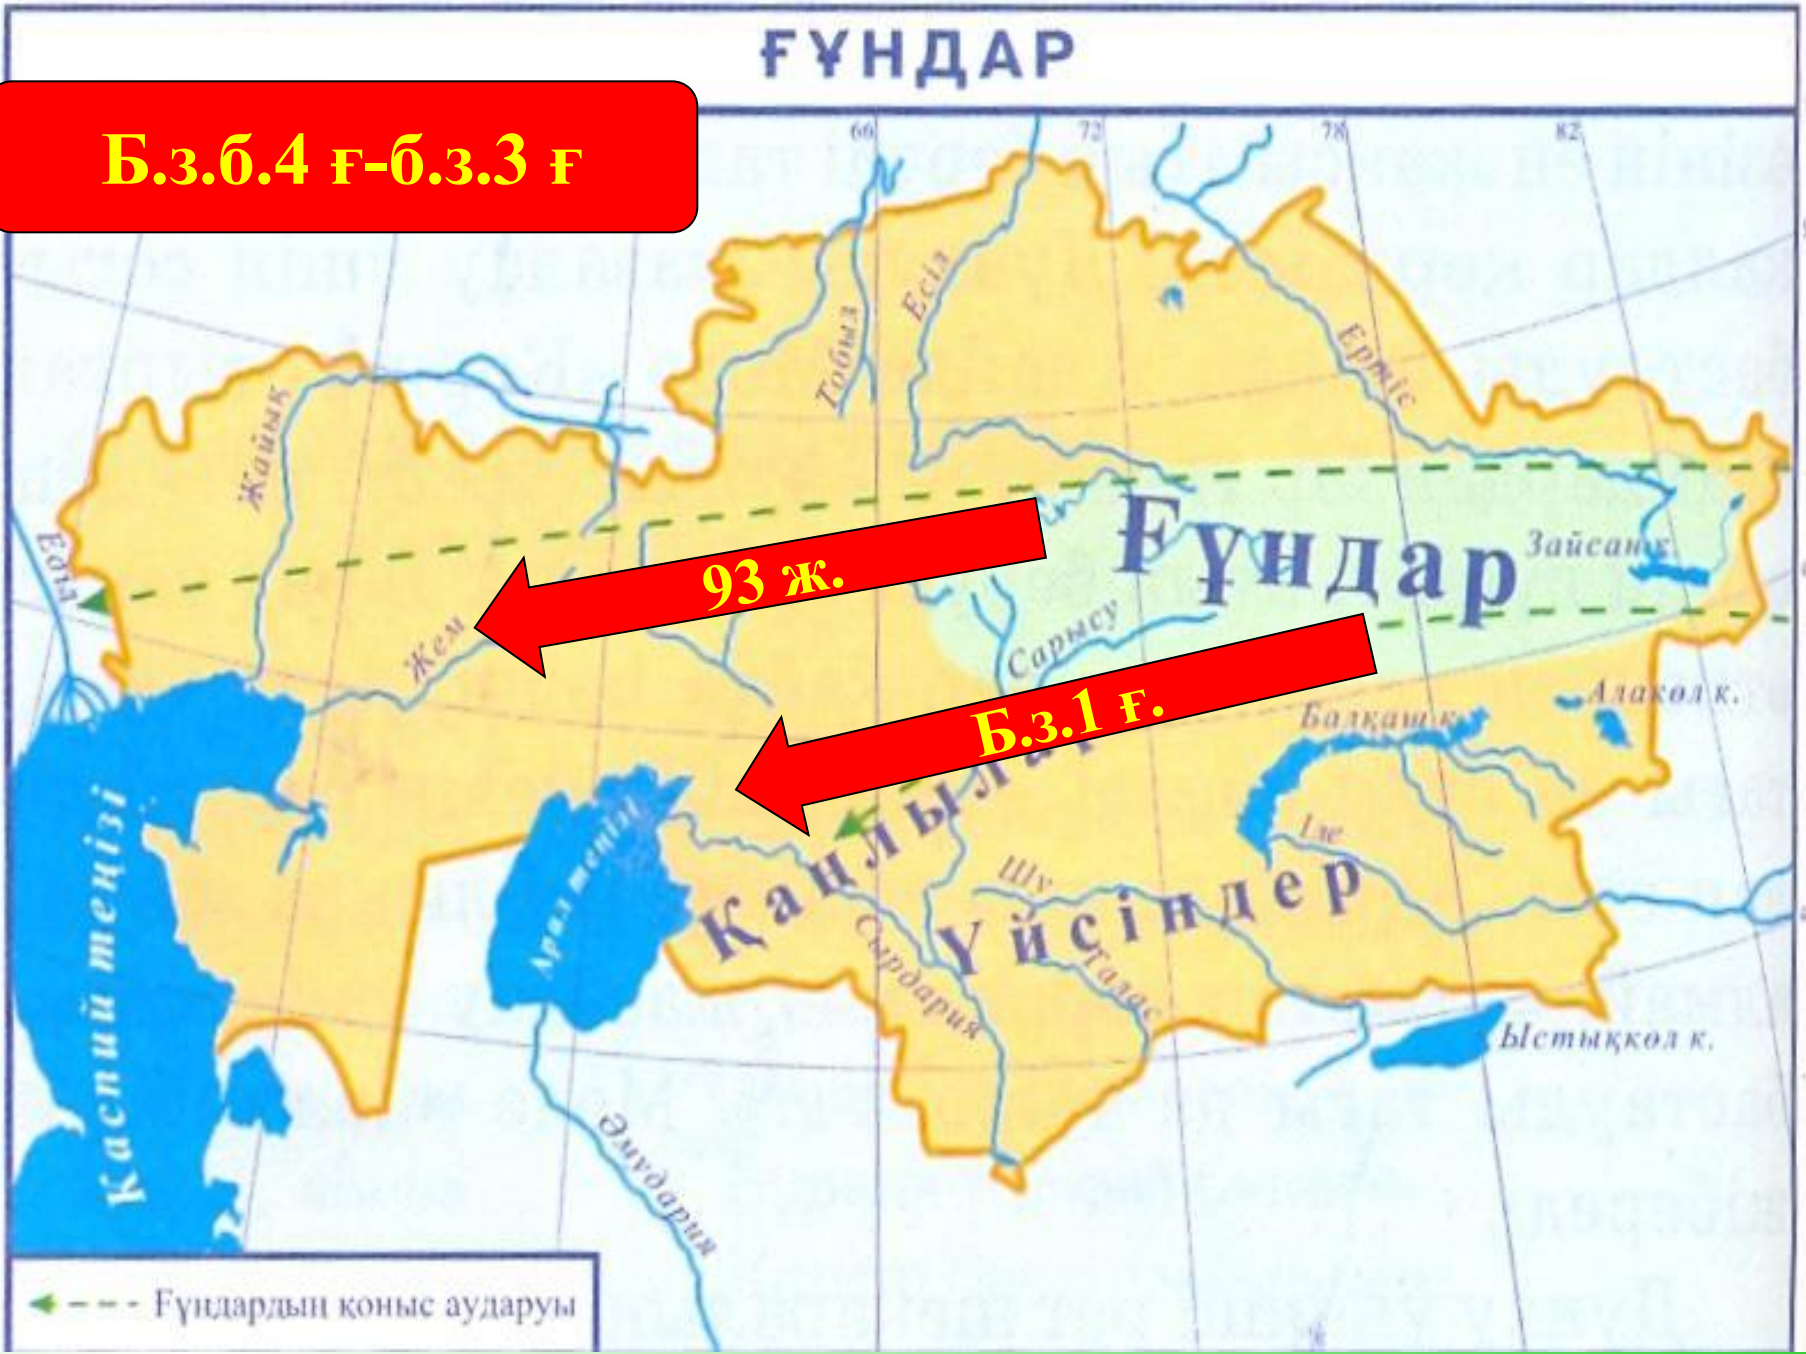 ҒҰНДАР
Б.з.б.4 ғ-б.з.3 ғ
66
72
78
82
Есіл
Тобыл
Ертіс
Жайық
Едил
Ғұндар
Зайсан к.
93 ж.
Жем
Сарысу
Б.з.1 ғ.
Алакөл к.
Балқаш к.
Қаңлылар
Каспий теңізі
Арал теңізі
Іле
Шу
Үйсіндер
Сырдария
Талас
Ыстықкөл к.
Әмудария
Ғұндардың қоныс аударуы